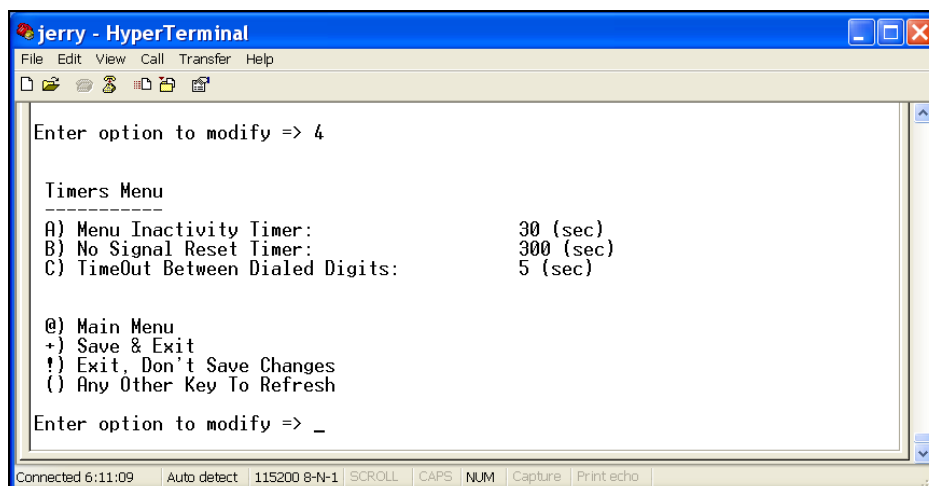 jerry - HyperTerminal
File Edit View Call Transfer Help
Enter option to modify => 4
Timers Menu
-----------
A) Menu Inactivity Timer: 30 (sec)
B) No Signal Reset Timer: 300 (sec)
C) TimeOut Between Dialed Digits: 5 (sec)
@) Main Menu
+) Save & Exit
!) Exit, Don't Save Changes
() Any Other Key To Refresh
Enter option to modify => _
Connected 6:11:09 Auto detect 115200 8-N-1 SCROLL CAPS NUM Capture Print echo